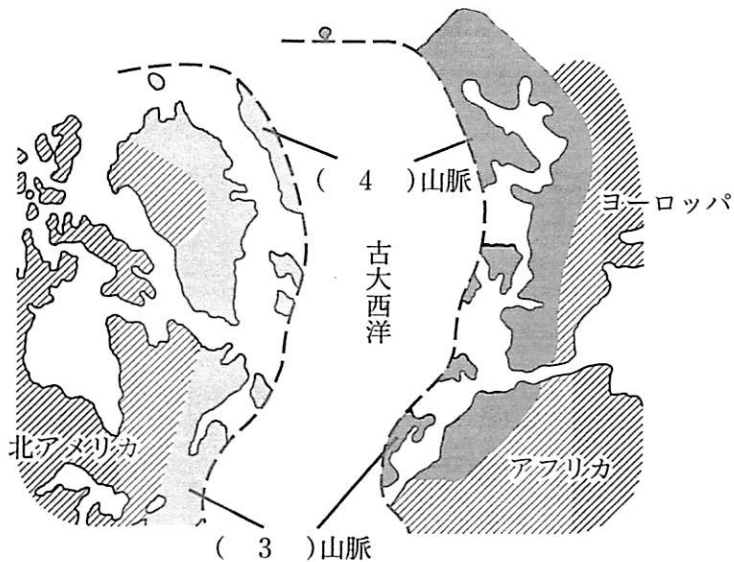 ( 4 )山脈
ヨーロッパ
古大西洋
北アメリカ
アフリカ
( 3 )山脈